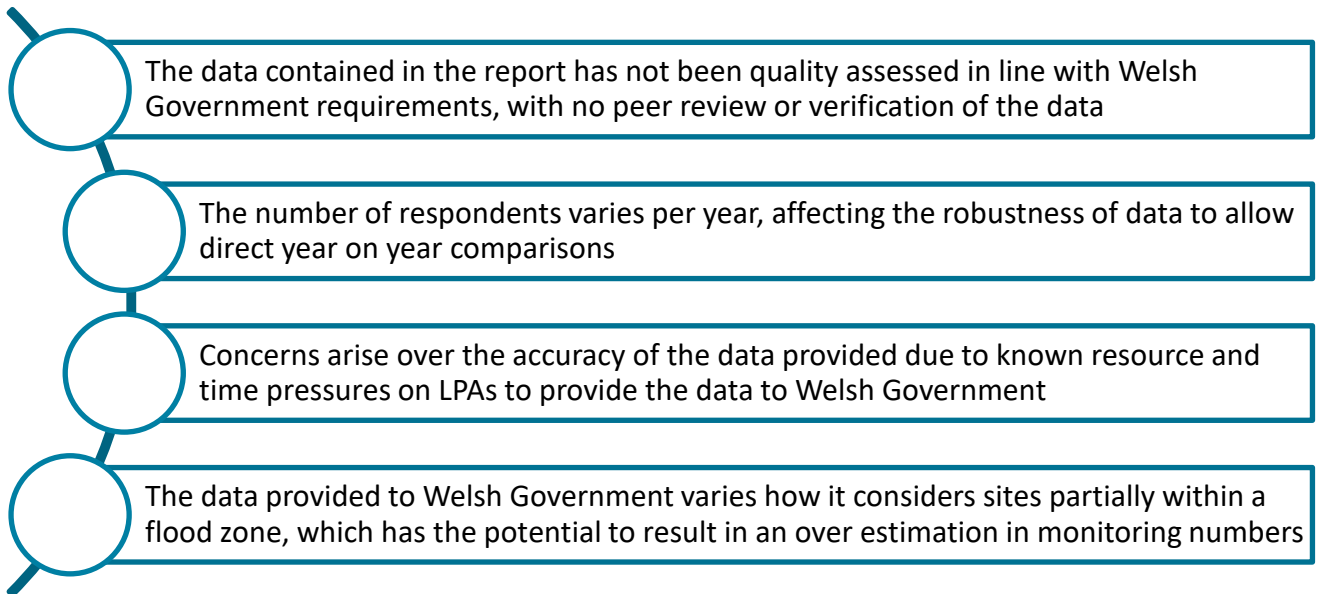 The data contained in the report has not been quality assessed in line with Welsh
Government requirements, with no peer review or verification of the data
The number of respondents varies per year, affecting the robustness of data to allow
direct year on year comparisons
Concerns arise over the accuracy of the data provided due to known resource and
time pressures on LPAs to provide the data to Welsh Government
The data provided to Welsh Government varies how it considers sites partially within a
flood zone, which has the potential to result in an over estimation in monitoring numbers